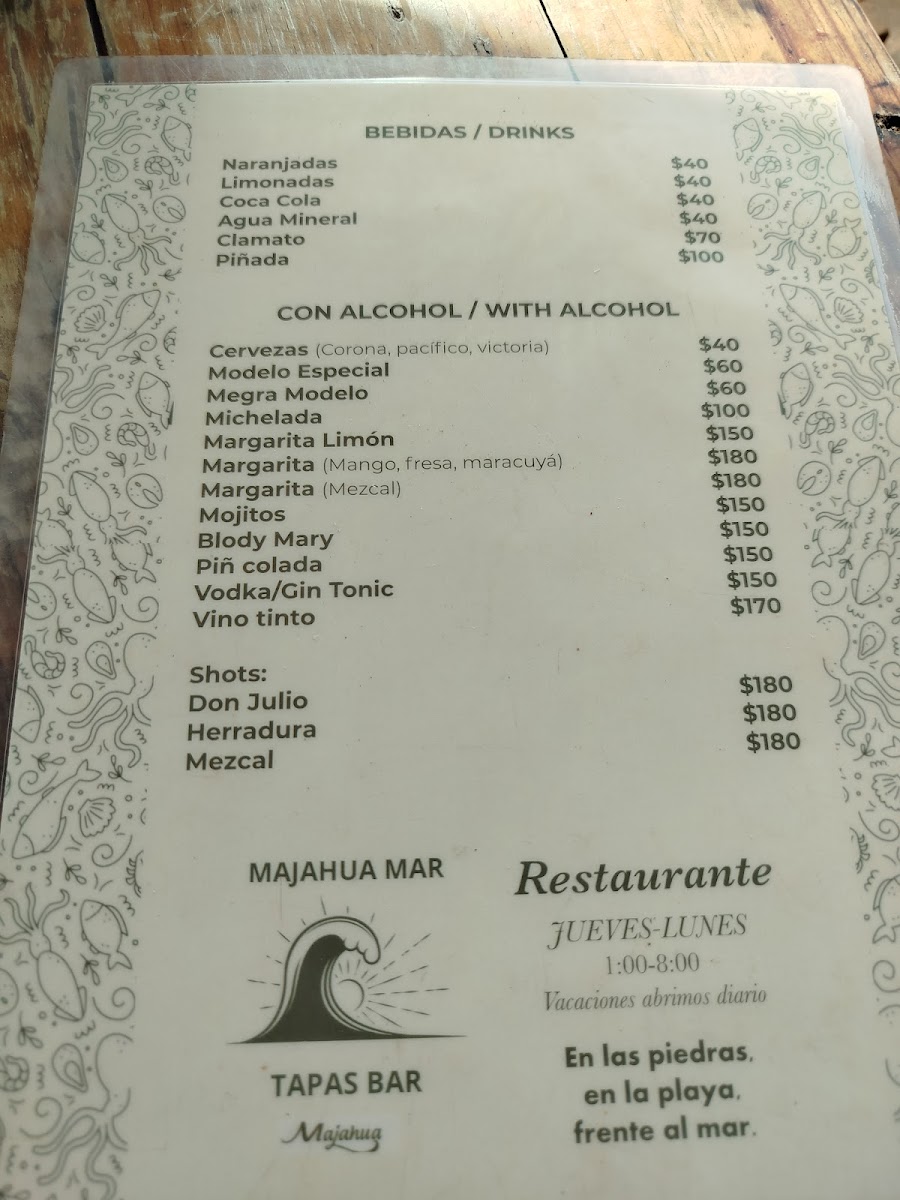 BEBIDAS / DRINKS
Naranjadas $40
Limonadas $40
Coca Cola $40
Agua Mineral $40
Clamato $70
Piñada $100
CON ALCOHOL / WITH ALCOHOL
Cervezas (Corona, pacífico, victoria) $40
Modelo Especial $60
Megra Modelo $60
Michelada $100
Margarita Limón $150
Margarita (Mango, fresa, maracuyá) $180
Margarita (Mezcal) $180
Mojitos $150
Blody Mary $150
Piñ colada $150
Vodka/Gin Tonic $150
Vino tinto $170
Shots:
Don Julio $180
Herradura $180
Mezcal $180
MAJAHUA MAR
TAPAS BAR
Majahua
Restaurante
JUEVES-LUNES
1:00-8:00
Vacaciones abrimos diario
En las piedras,
en la playa,
frente al mar.